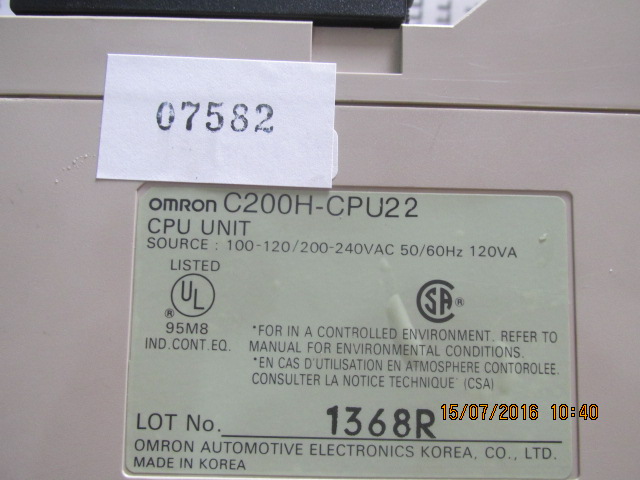 07582
OMRON C200H-CPU22
CPU UNIT
SOURCE : 100-120/200-240VAC 50/60Hz 120VA
LISTED
UL
®
SA
®
95M8
IND.CONT.EQ.
*FOR IN A CONTROLLED ENVIRONMENT. REFER TO
MANUAL FOR ENVIRONMENTAL CONDITIONS.
*EN CAS D'UTILISATION EN ATMOSPHERE CONTOROLEE.
CONSULTER LA NOTICE TECHNIQUE (CSA)
LOT No. 1368R
OMRON AUTOMOTIVE ELECTRONICS KOREA, CO., LTD.
MADE IN KOREA
15/07/2016 10:40